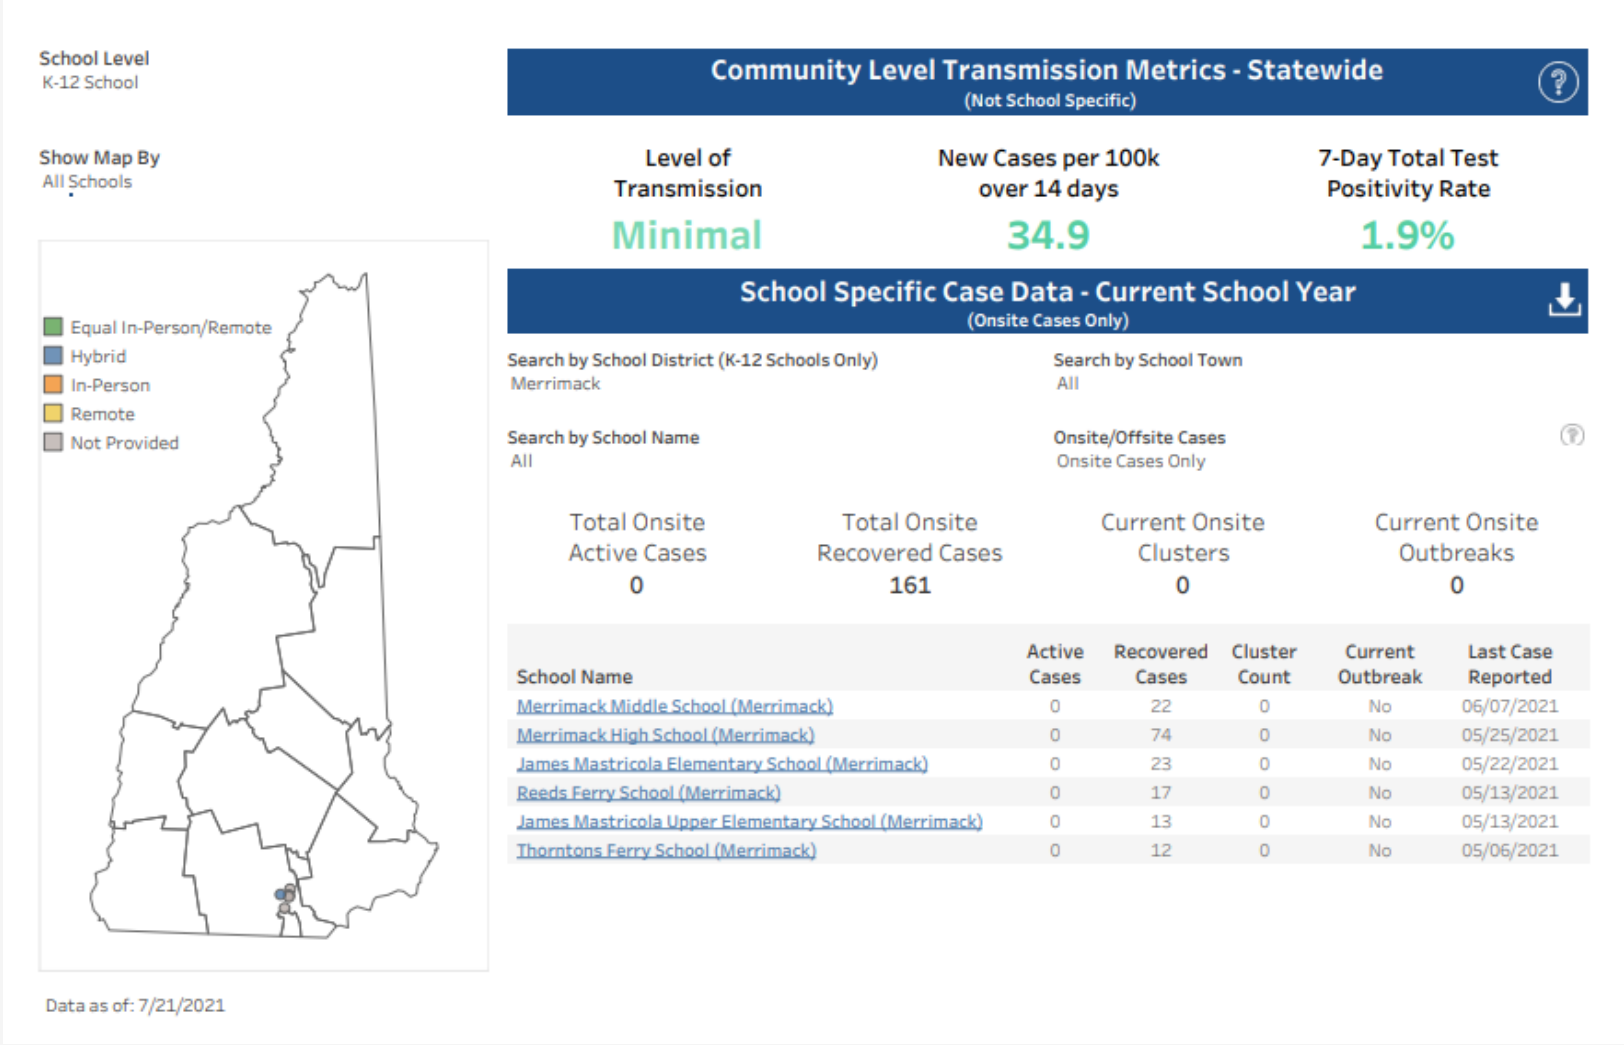 School Level
K-12 School
Show Map By
All Schools
Equal In-Person/Remote
Hybrid
In-Person
Remote
Not Provided
Data as of: 7/21/2021
Community Level Transmission Metrics - Statewide
(Not School Specific)
?
Level of
Transmission
Minimal
New Cases per 100k
over 14 days
34.9
7-Day Total Test
Positivity Rate
1.9%
School Specific Case Data - Current School Year
(Onsite Cases Only)
Search by School District (K-12 Schools Only)
Merrimack
Search by School Town
All
Search by School Name
All
Onsite/Offsite Cases
Onsite Cases Only
?
Total Onsite
Active Cases
0
Total Onsite
Recovered Cases
161
Current Onsite
Clusters
0
Current Onsite
Outbreaks
0
School Name Active Cases Recovered Cases Cluster Count Current Outbreak Last Case Reported
Merrimack Middle School (Merrimack) 0 22 0 No 06/07/2021
Merrimack High School (Merrimack) 0 74 0 No 05/25/2021
James Mastricola Elementary School (Merrimack) 0 23 0 No 05/22/2021
Reeds Ferry School (Merrimack) 0 17 0 No 05/13/2021
James Mastricola Upper Elementary School (Merrimack) 0 13 0 No 05/13/2021
Thorntons Ferry School (Merrimack) 0 12 0 No 05/06/2021